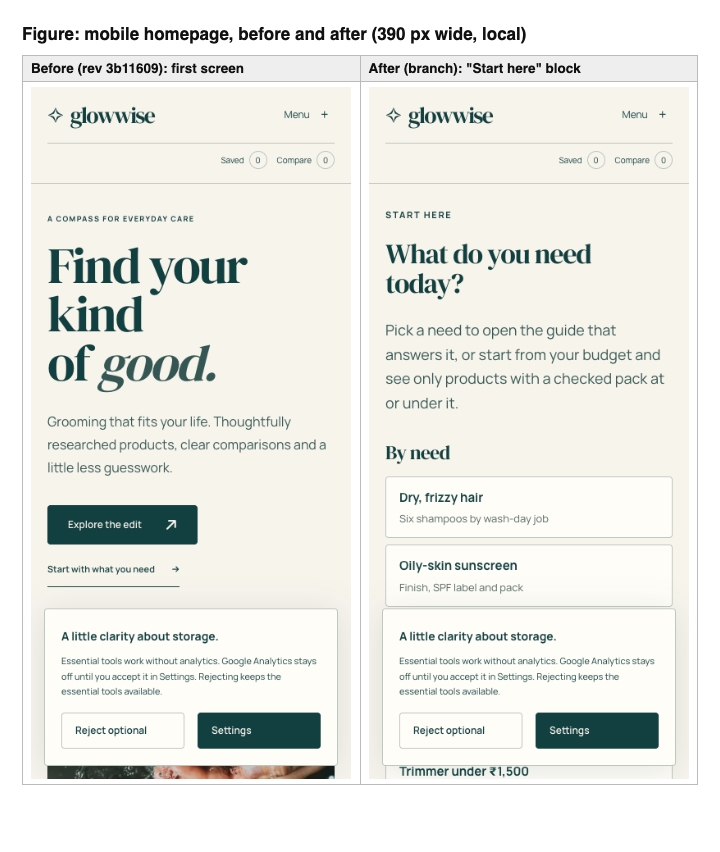 Figure: mobile homepage, before and after (390 px wide, local)
Before (rev 3b11609): first screen
glowwise
Menu +
Saved 0 Compare 0
A COMPASS FOR EVERYDAY CARE
Find your
kind
of good.
Grooming that fits your life. Thoughtfully
researched products, clear comparisons and a
little less guesswork.
Explore the edit
Start with what you need →
A little clarity about storage.
Essential tools work without analytics. Google Analytics stays
off until you accept it in Settings. Rejecting keeps the
essential tools available.
Reject optional Settings
After (branch): "Start here" block
glowwise
Menu +
Saved 0 Compare 0
START HERE
What do you need
today?
Pick a need to open the guide that
answers it, or start from your budget and
see only products with a checked pack at
or under it.
By need
Dry, frizzy hair
Six shampoos by wash-day job
Oily-skin sunscreen
Finish, SPF label and pack
A little clarity about storage.
Essential tools work without analytics. Google Analytics stays
off until you accept it in Settings. Rejecting keeps the
essential tools available.
Reject optional Settings
Trimmer under ₹1,500